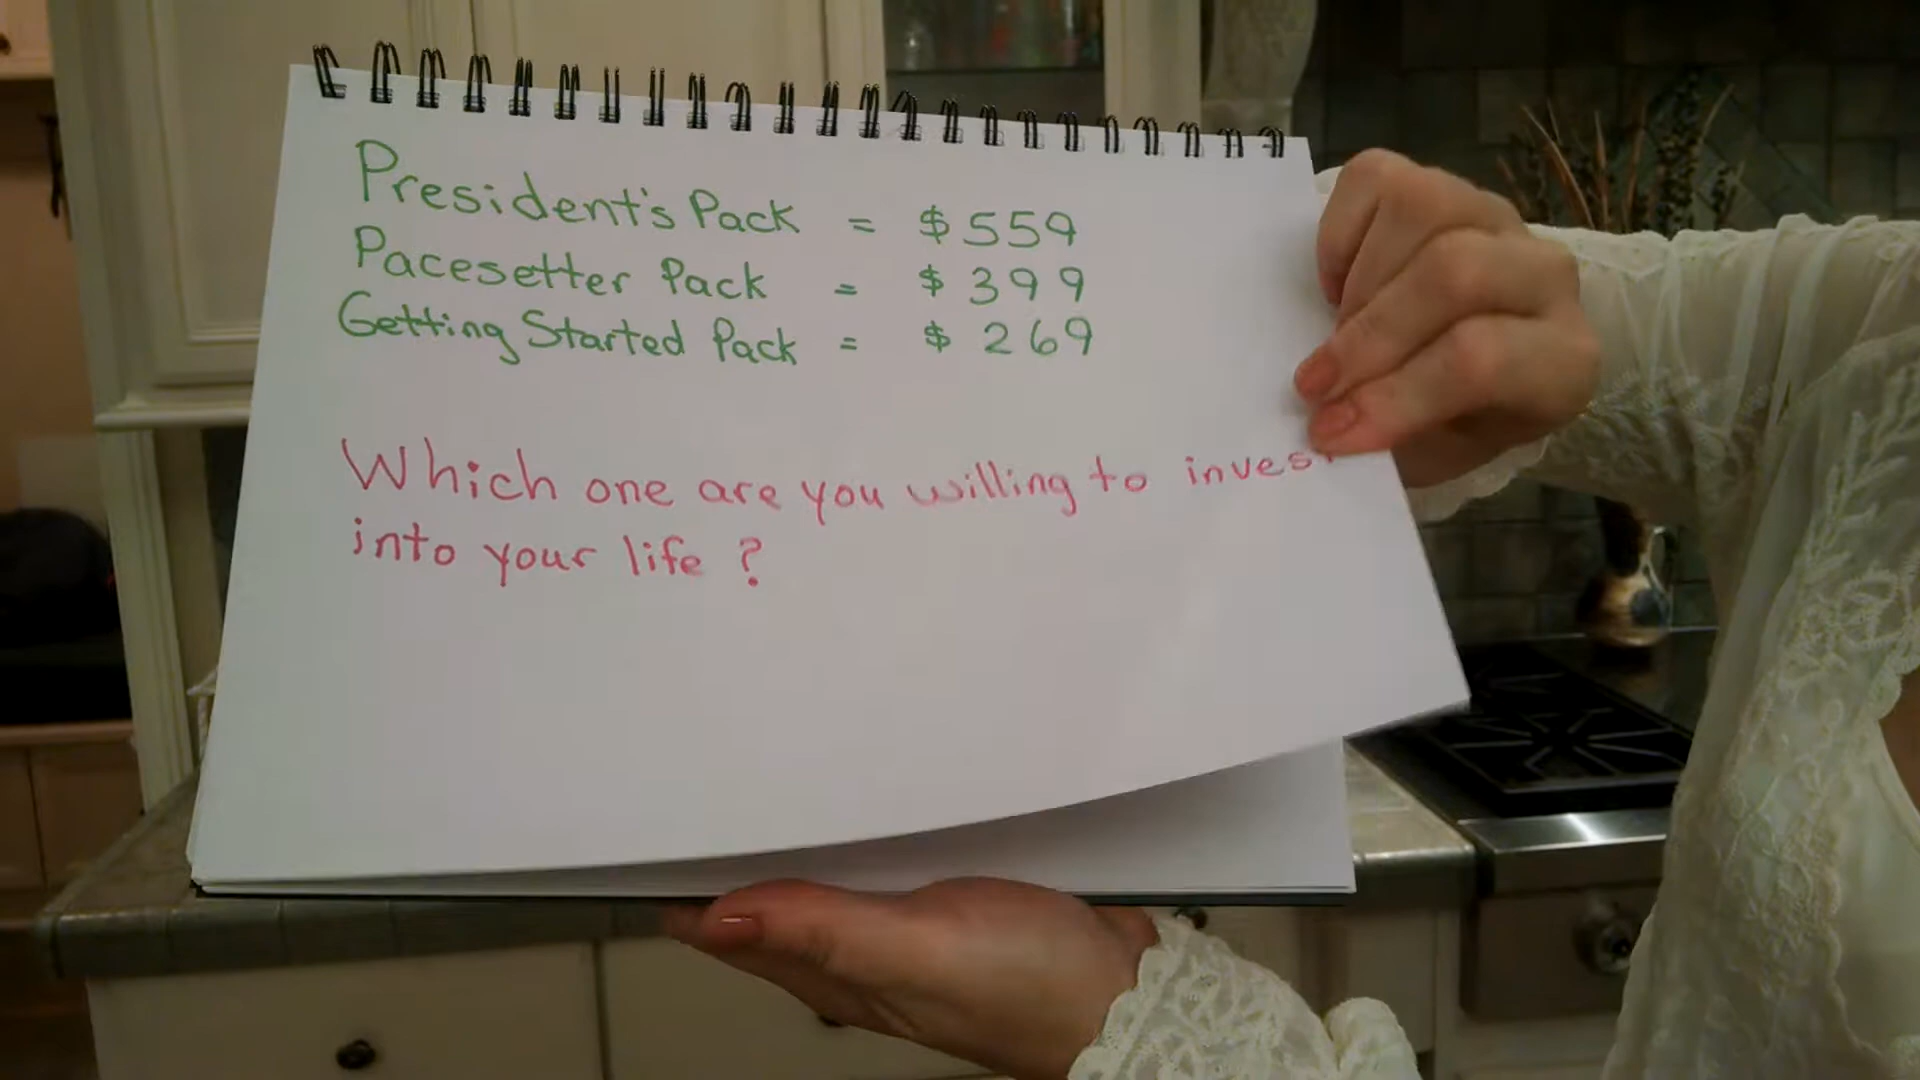 President's Pack = $559
Pacesetter Pack = $399
Getting Started Pack = $269
Which one are you willing to invest
into your life?